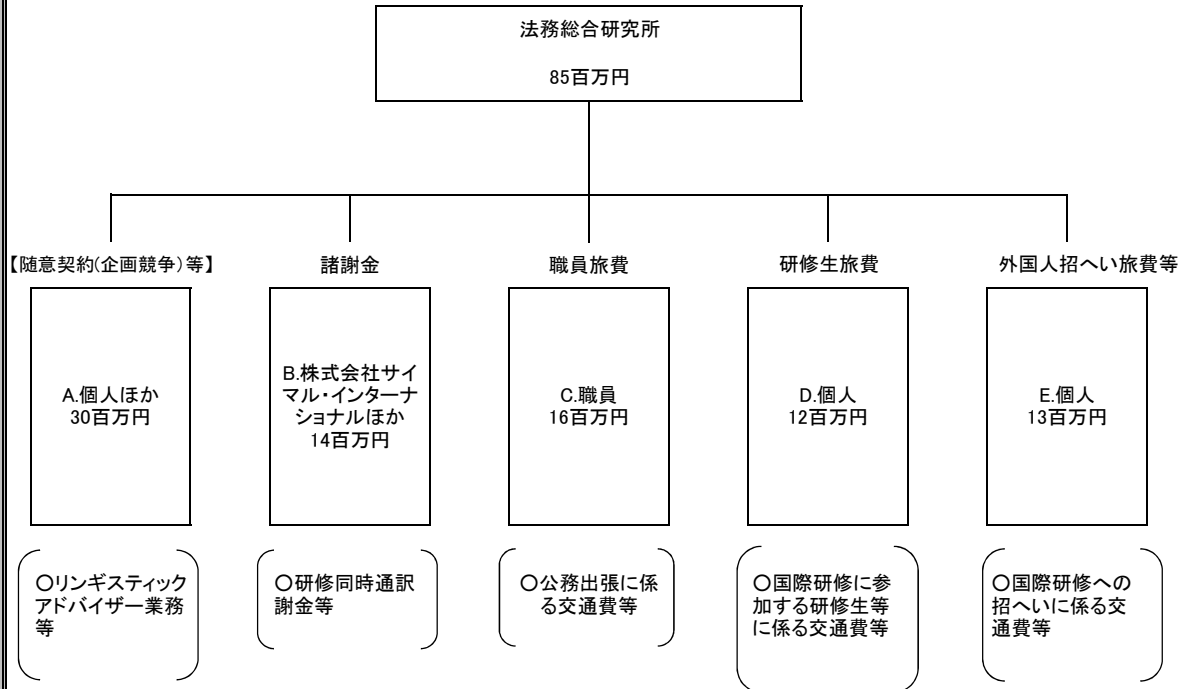 法務総合研究所
85百万円
【随意契約(企画競争)等】
諸謝金
職員旅費
研修生旅費
外国人招へい旅費等
A.個人ほか
30百万円
B.株式会社サイ
マル・インターナ
ショナルほか
14百万円
C.職員
16百万円
D.個人
12百万円
E.個人
13百万円
○リンギスティック
アドバイザー業務
等
○研修同時通訳
謝金等
○公務出張に係
る交通費等
○国際研修に参
加する研修生等
に係る交通費等
○国際研修への
招へいに係る交
通費等